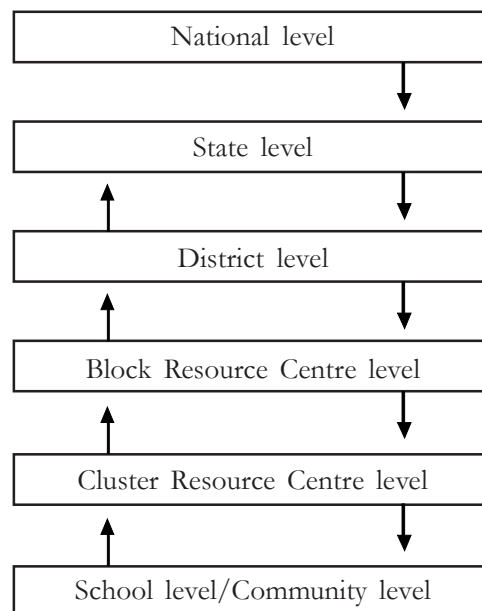 National level
State level
District level
Block Resource Centre level
Cluster Resource Centre level
School level/Community level